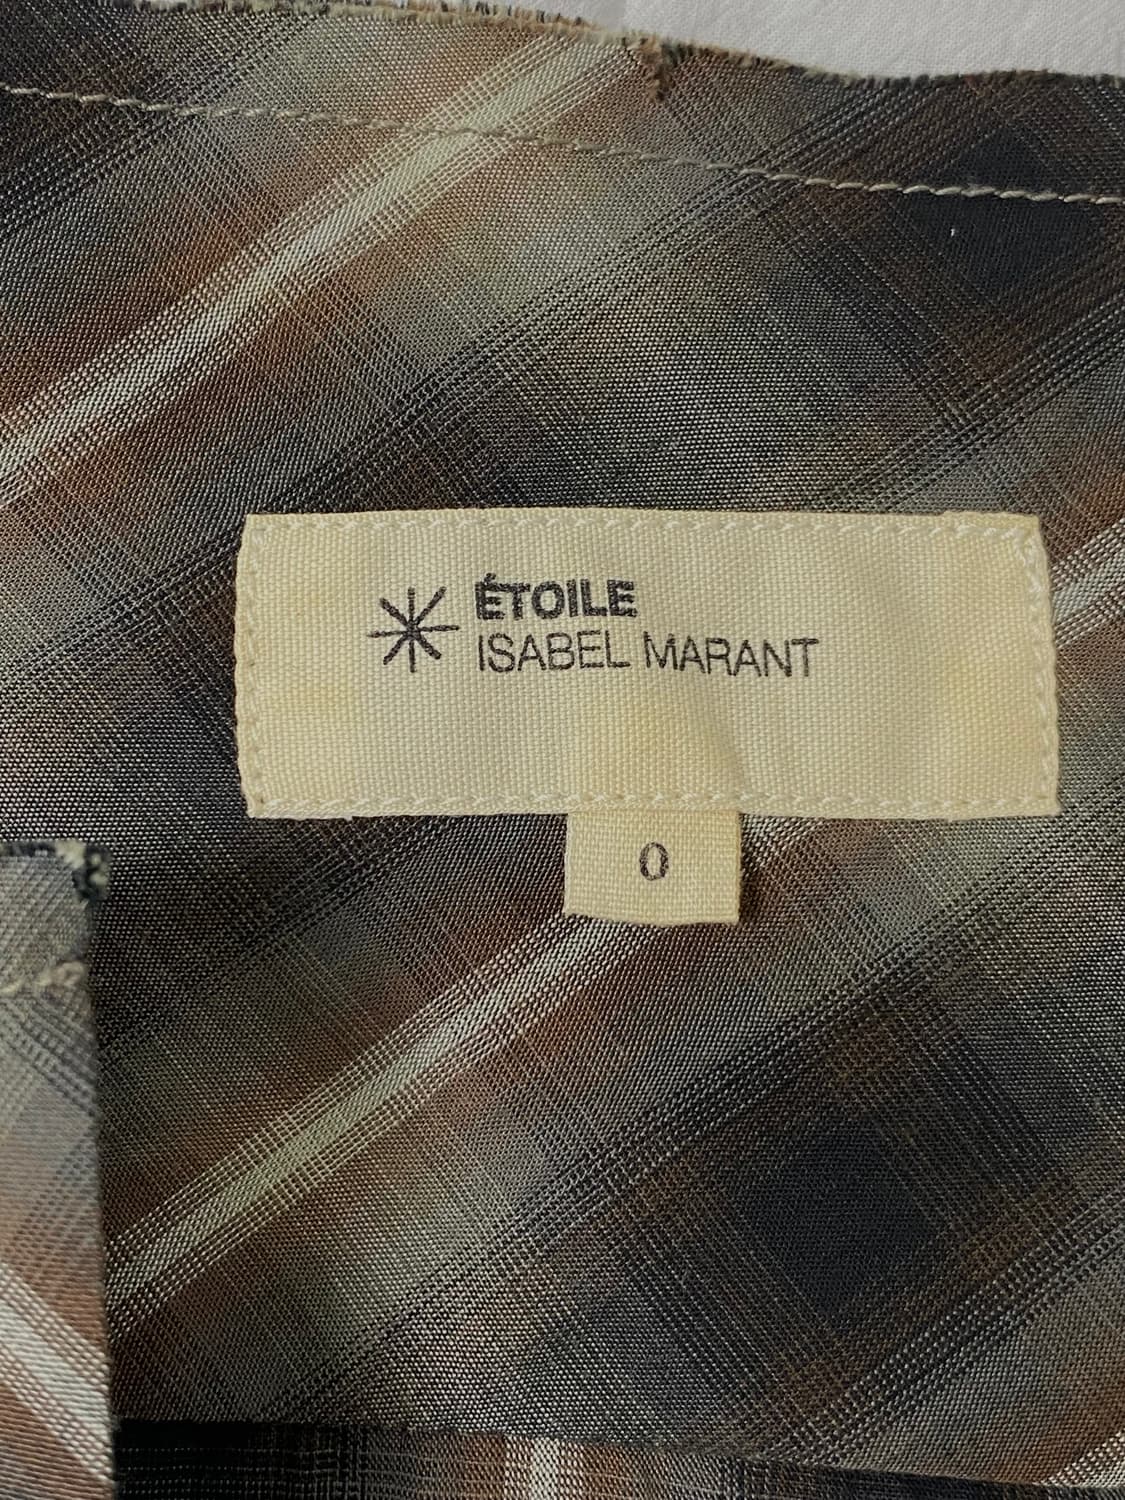 ÉTOILE
ISABEL MARANT
0